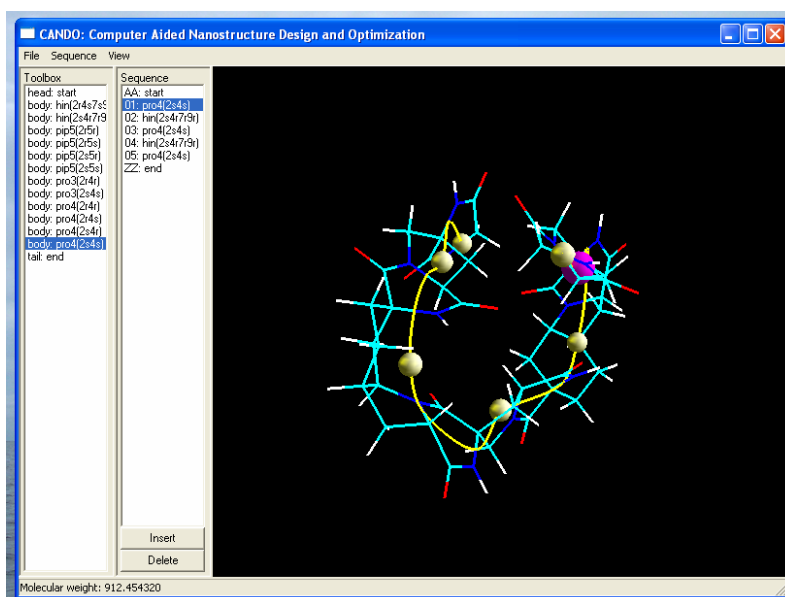 CANDO: Computer Aided Nanostructure Design and Optimization
File Sequence View
Toolbox
head: start
body: hin(2r4s7s9
body: hin(2s4r7r9
body: pip5(2r5r)
body: pip5(2r5s)
body: pip5(2s5r)
body: pip5(2s5s)
body: pro3(2r4r)
body: pro3(2s4s)
body: pro4(2r4r)
body: pro4(2r4s)
body: pro4(2s4r)
body: pro4(2s4s)
tail: end
Sequence
AA: start
01: pro4(2s4s)
02: hin(2s4r7r9r)
03: pro4(2s4s)
04: hin(2s4r7r9r)
05: pro4(2s4s)
ZZ: end
Insert
Delete
Molecular weight: 912.454320